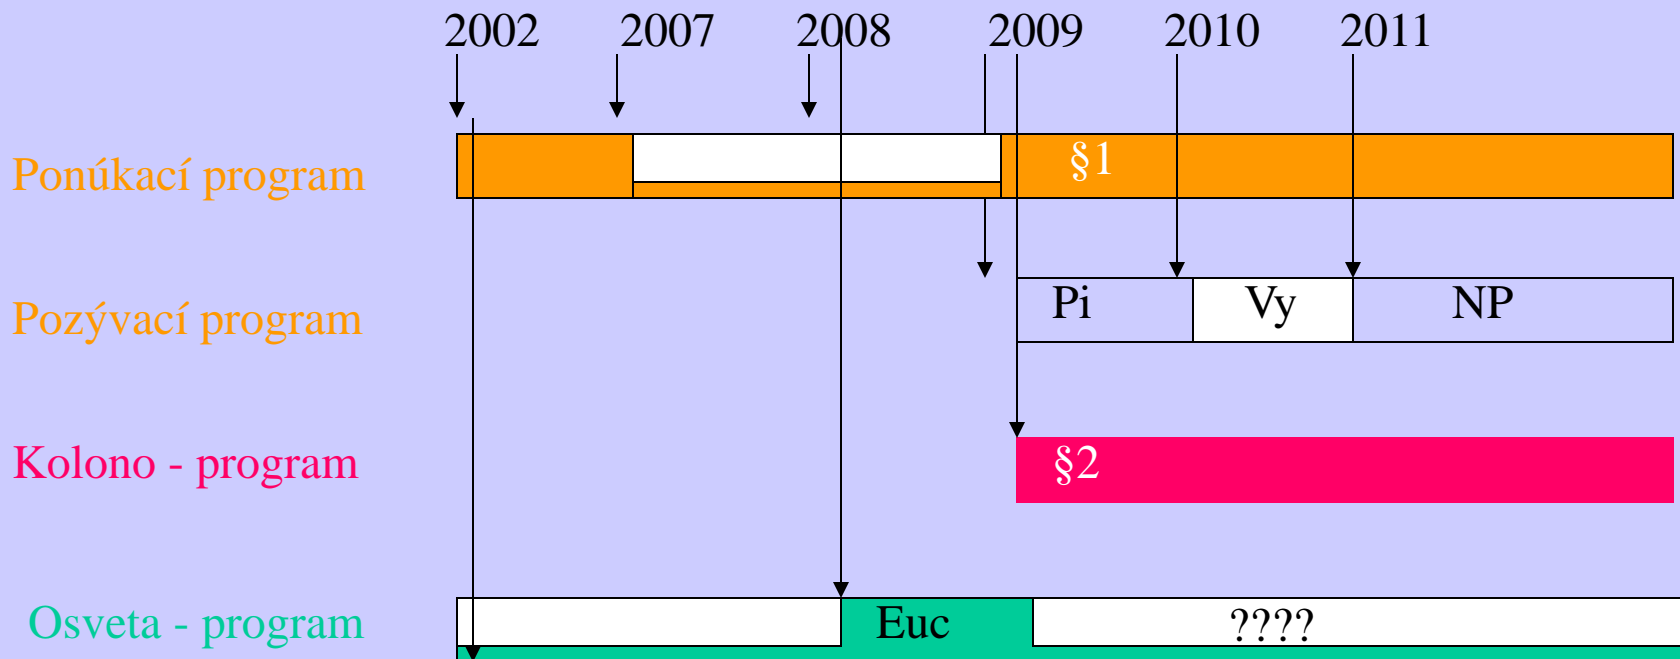 2002 2007 2008 2009 2010 2011
Ponúkací program §1
Pozývací program Pi Vy NP
Kolono - program §2
Osveta - program Euc ????